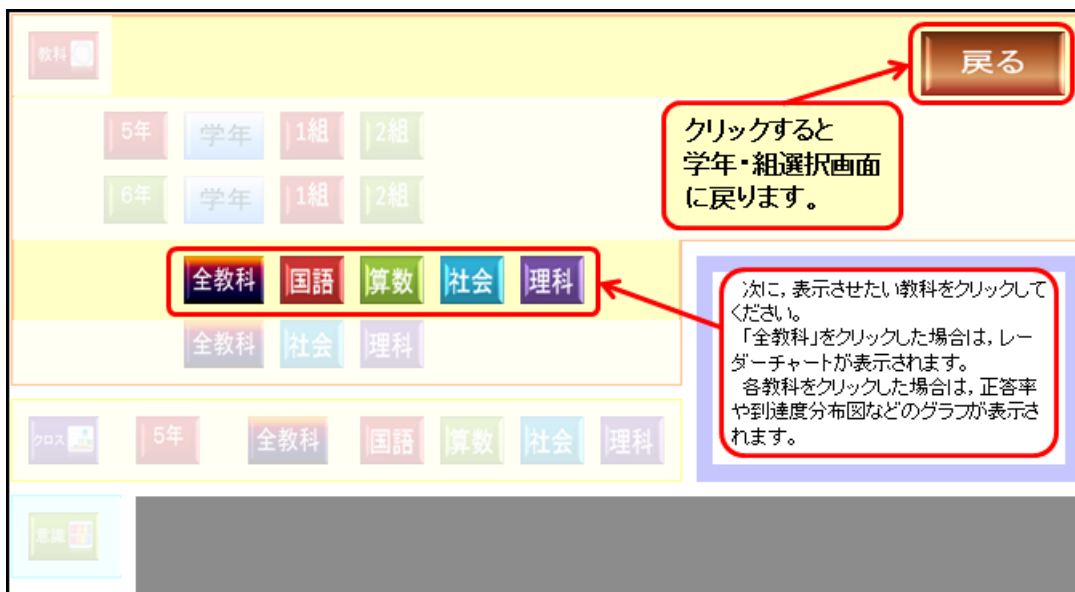 教科
戻る
5年 学年 1組 2組
クリックすると
学年・組選択画面
に戻ります。
6年 学年 1組 2組
全教科 国語 算数 社会 理科
次に,表示させたい教科をクリックして
ください。
「全教科」をクリックした場合は,レー
ダーチャートが表示されます。
各教科をクリックした場合は,正答率
や到達度分布図などのグラフが表示さ
れます。
全教科 社会 理科
クロス 5年 全教科 国語 算数 社会 理科
意識